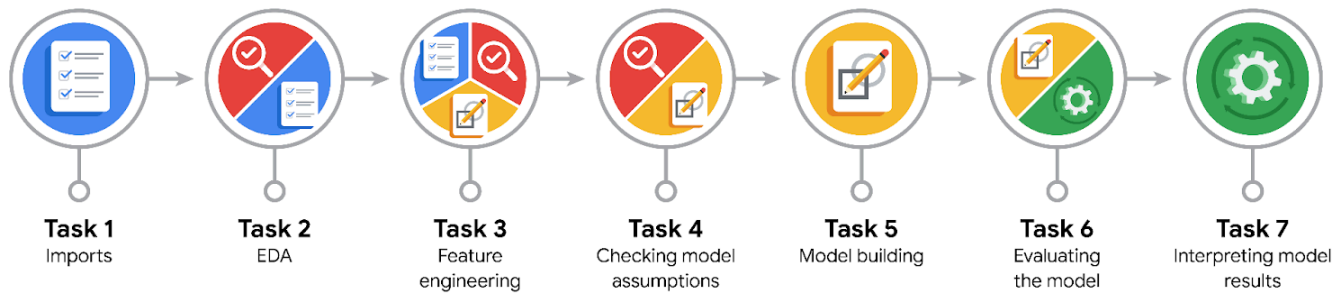 Task 1
Imports
Task 2
EDA
Task 3
Feature
engineering
Task 4
Checking model
assumptions
Task 5
Model building
Task 6
Evaluating
the model
Task 7
Interpreting model
results